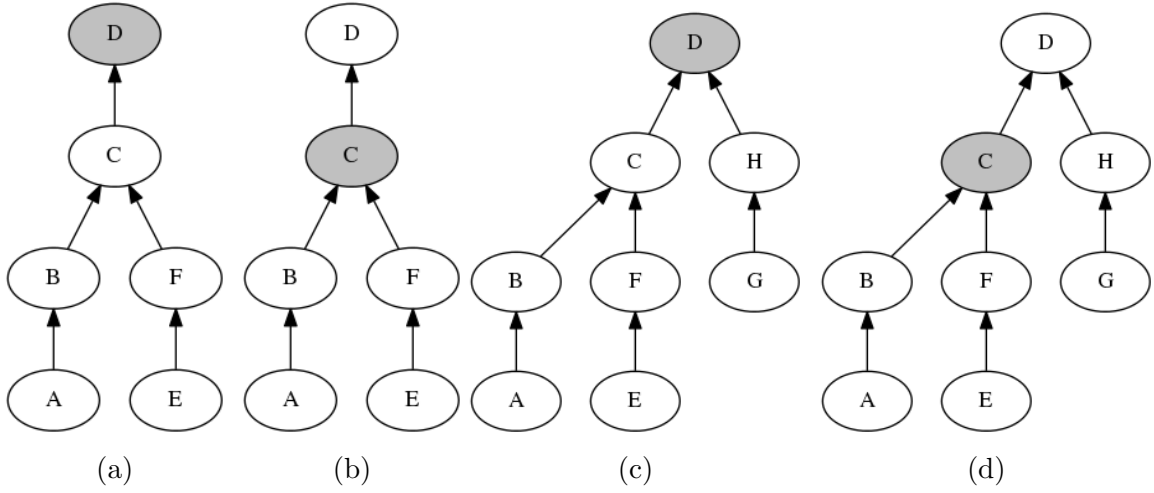 D D D D
C C C H C H
B F B F B F G B F G
A E A E A E A E
(a) (b) (c) (d)